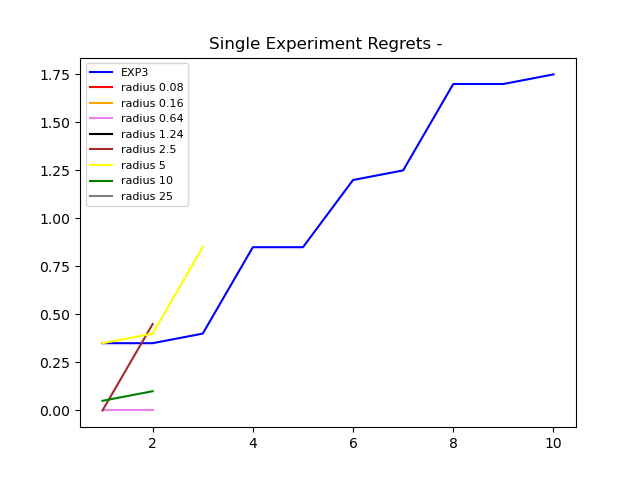 Single Experiment Regrets -
1.75
1.50
1.25
1.00
0.75
0.50
0.25
0.00
EXP3
radius 0.08
radius 0.16
radius 0.64
radius 1.24
radius 2.5
radius 5
radius 10
radius 25
2 4 6 8 10